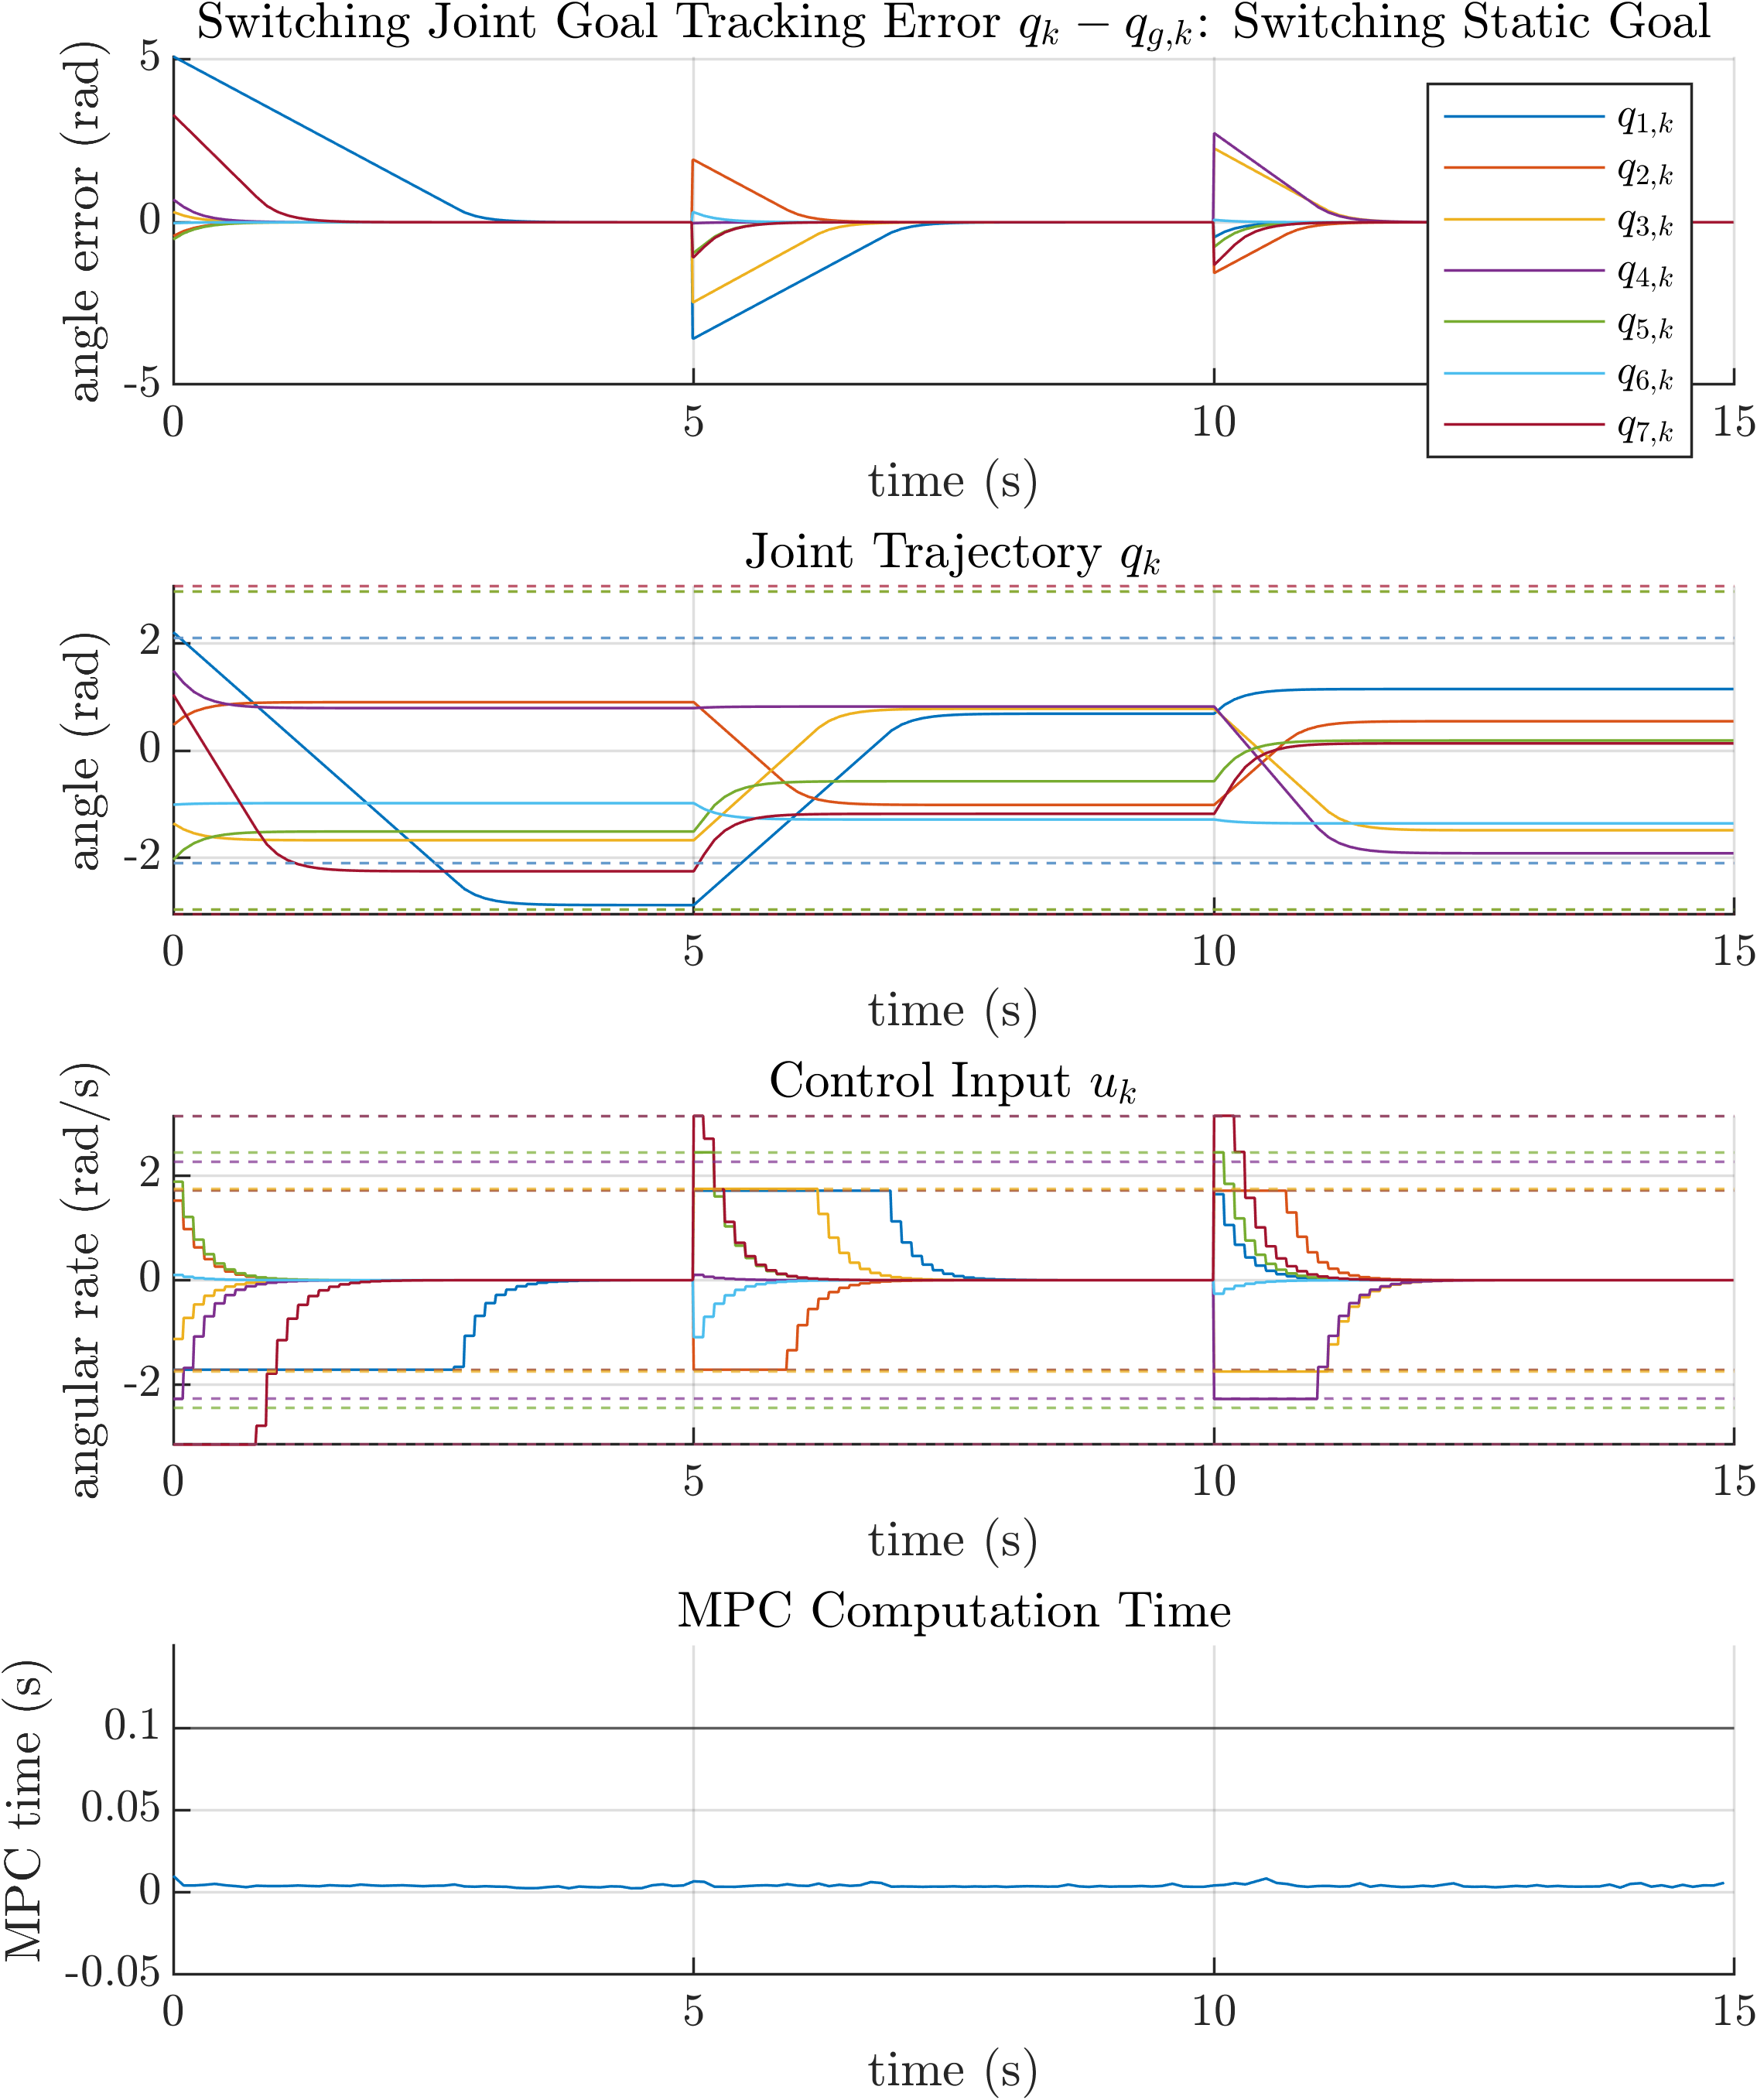 Switching Joint Goal Tracking Error q_k − q_{g,k}: Switching Static Goal
angle error (rad)
5
0
-5
0 5 10 15
time (s)
q_{1,k}
q_{2,k}
q_{3,k}
q_{4,k}
q_{5,k}
q_{6,k}
q_{7,k}
Joint Trajectory q_k
angle (rad)
2
0
-2
0 5 10 15
time (s)
Control Input u_k
angular rate (rad/s)
2
0
-2
0 5 10 15
time (s)
MPC Computation Time
MPC time (s)
0.1
0.05
0
-0.05
0 5 10 15
time (s)